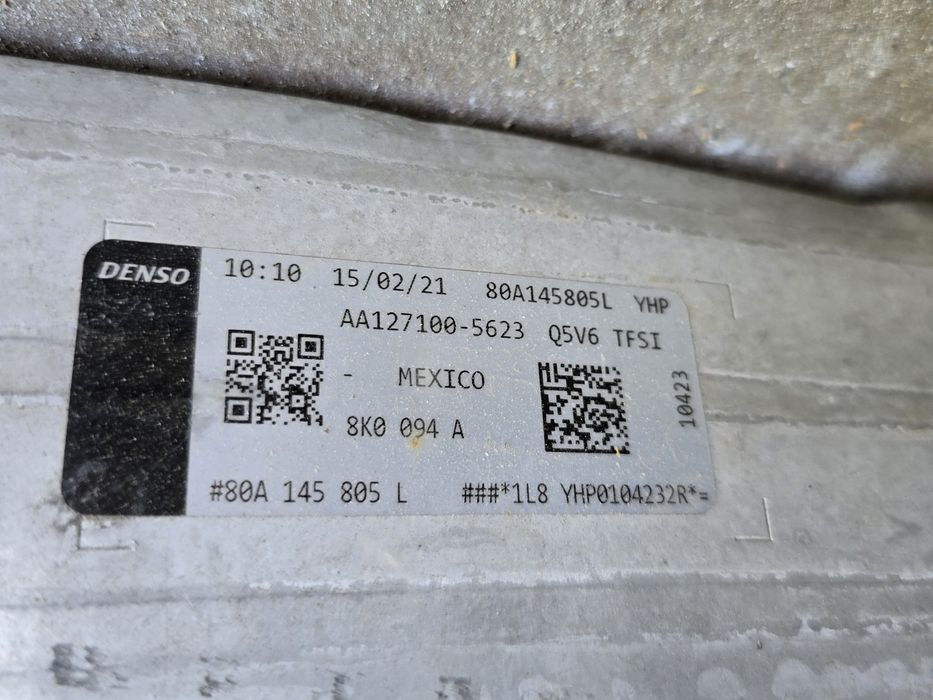 DENSO
10:10 15/02/21 80A145805L YHP
AA127100-5623 Q5V6 TFSI
- MEXICO
8K0 094 A
10423
#80A 145 805 L ###*1L8 YHP0104232R*=